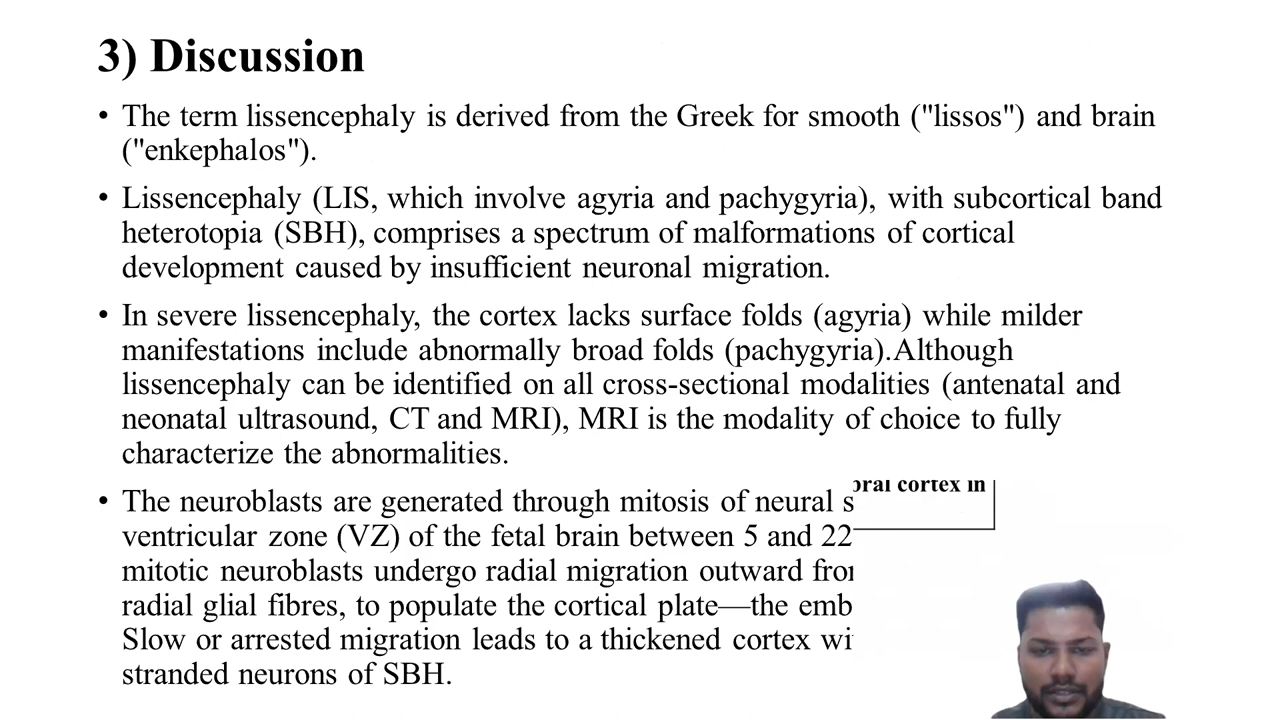 3) Discussion
• The term lissencephaly is derived from the Greek for smooth ("lissos") and brain
("enkephalos").
• Lissencephaly (LIS, which involve agyria and pachygyria), with subcortical band
heterotopia (SBH), comprises a spectrum of malformations of cortical
development caused by insufficient neuronal migration.
• In severe lissencephaly, the cortex lacks surface folds (agyria) while milder
manifestations include abnormally broad folds (pachygyria).Although
lissencephaly can be identified on all cross-sectional modalities (antenatal and
neonatal ultrasound, CT and MRI), MRI is the modality of choice to fully
characterize the abnormalities.
• The neuroblasts are generated through mitosis of neural
ventricular zone (VZ) of the fetal brain between 5 and 22
mitotic neuroblasts undergo radial migration outward
radial glial fibres, to populate the cortical plate—the
Slow or arrested migration leads to a thickened cortex
stranded neurons of SBH.
cortex in